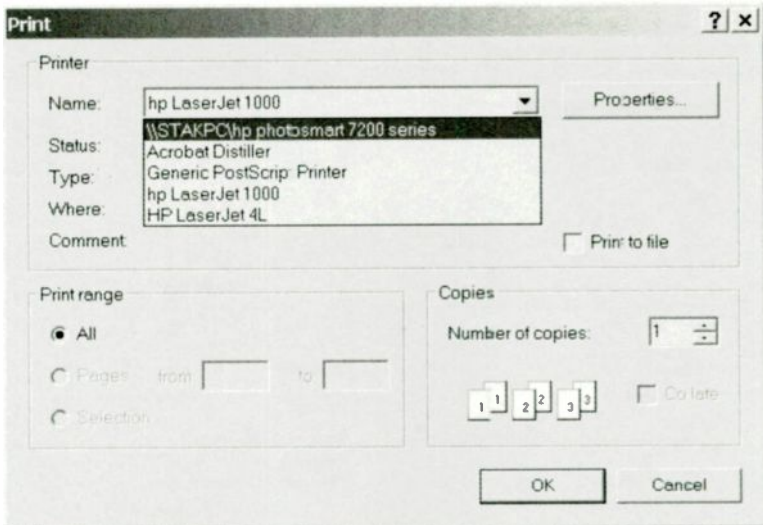 Print
? ×
Printer
Name:
hp LaserJet 1000
Properties...
\\STAKPC\hp photosmart 7200 series
Acrobat Distiller
Generic PostScrip: Printer
hp LaserJet 1000
HP LaserJet 4L
Status:
Type:
Where:
Comment
Print to file
Print range
All
Pages from to
Selection
Copies
Number of copies: 1
1 1 2 2 3 3
Collate
OK
Cancel